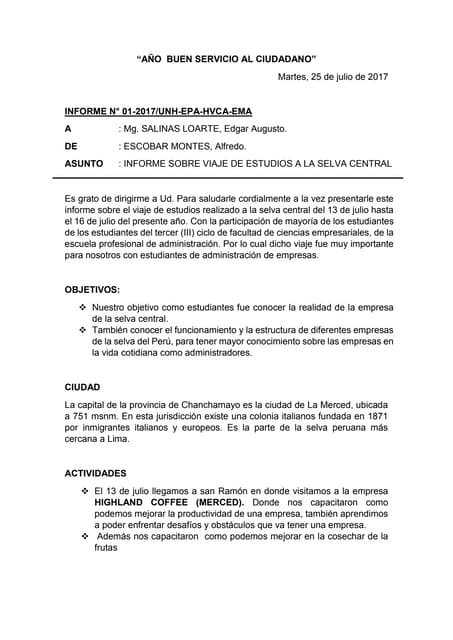 “AÑO  BUEN SERVICIO AL CIUDADANO”
Martes, 25 de julio de 2017
INFORME N° 01-2017/UNH-EPA-HVCA-EMA
A : Mg. SALINAS LOARTE, Edgar Augusto.
DE : ESCOBAR MONTES, Alfredo.
ASUNTO : INFORME SOBRE VIAJE DE ESTUDIOS A LA SELVA CENTRAL
Es grato de dirigirme a Ud. Para saludarle cordialmente a la vez presentarle este
informe sobre el viaje de estudios realizado a la selva central del 13 de julio hasta
el 16 de julio del presente año. Con la participación de mayoría de los estudiantes
de los estudiantes del tercer (III) ciclo de facultad de ciencias empresariales, de la
escuela profesional de administración. Por lo cual dicho viaje fue muy importante
para nosotros con estudiantes de administración de empresas.
OBJETIVOS:
❖ Nuestro objetivo como estudiantes fue conocer la realidad de la empresa
de la selva central.
❖ También conocer el funcionamiento y la estructura de diferentes empresas
de la selva del Perú, para tener mayor conocimiento sobre las empresas en
la vida cotidiana como administradores.
CIUDAD
La capital de la provincia de Chanchamayo es la ciudad de La Merced, ubicada
a 751 msnm. En esta jurisdicción existe una colonia italianos fundada en 1871
por inmigrantes italianos y europeos. Es la parte de la selva peruana más
cercana a Lima.
ACTIVIDADES
❖ El 13 de julio llegamos a san Ramón en donde visitamos a la empresa
HIGHLAND COFFEE (MERCED). Donde nos capacitaron como
podemos mejorar la productividad de una empresa, también aprendimos
a poder enfrentar desafíos y obstáculos que va tener una empresa.
❖ Además nos capacitaron  como podemos mejorar en la cosechar de la
frutas